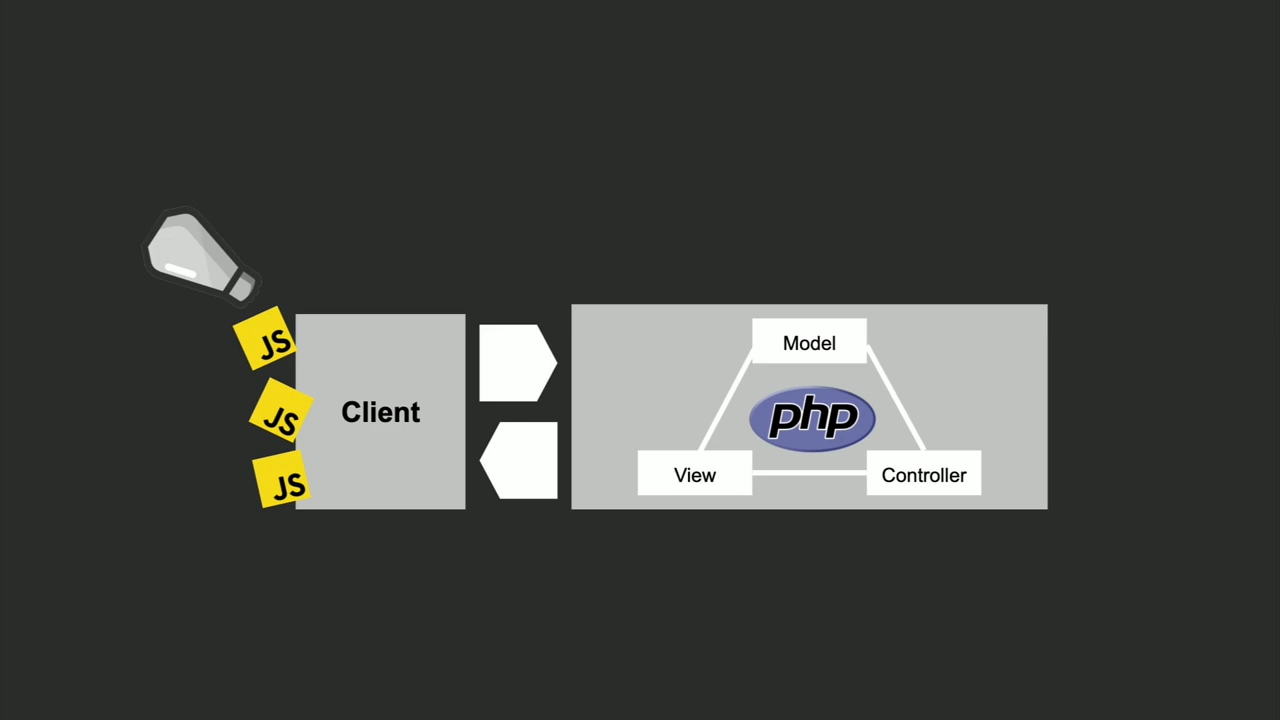 JS
JS
JS
Client
Model
php
View
Controller